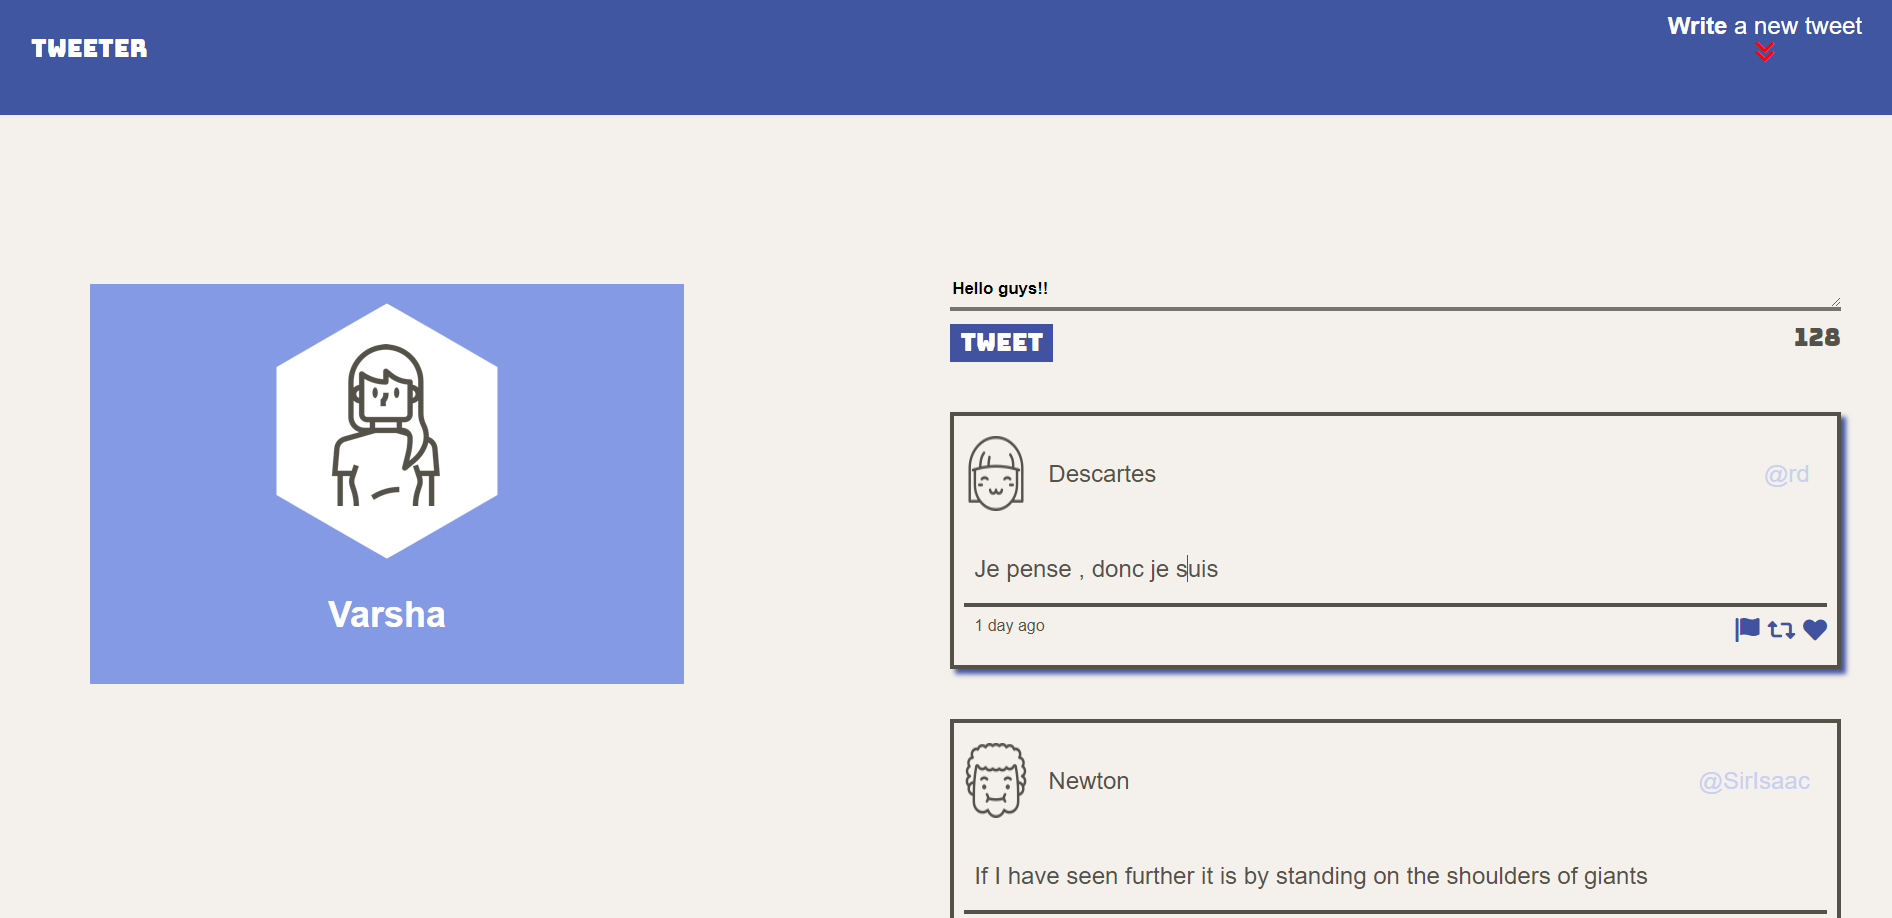 TWEETER
Write a new tweet
Varsha
Hello guys!!
TWEET
128
Descartes
@rd
Je pense , donc je suis
1 day ago
Newton
@SirIsaac
If I have seen further it is by standing on the shoulders of giants